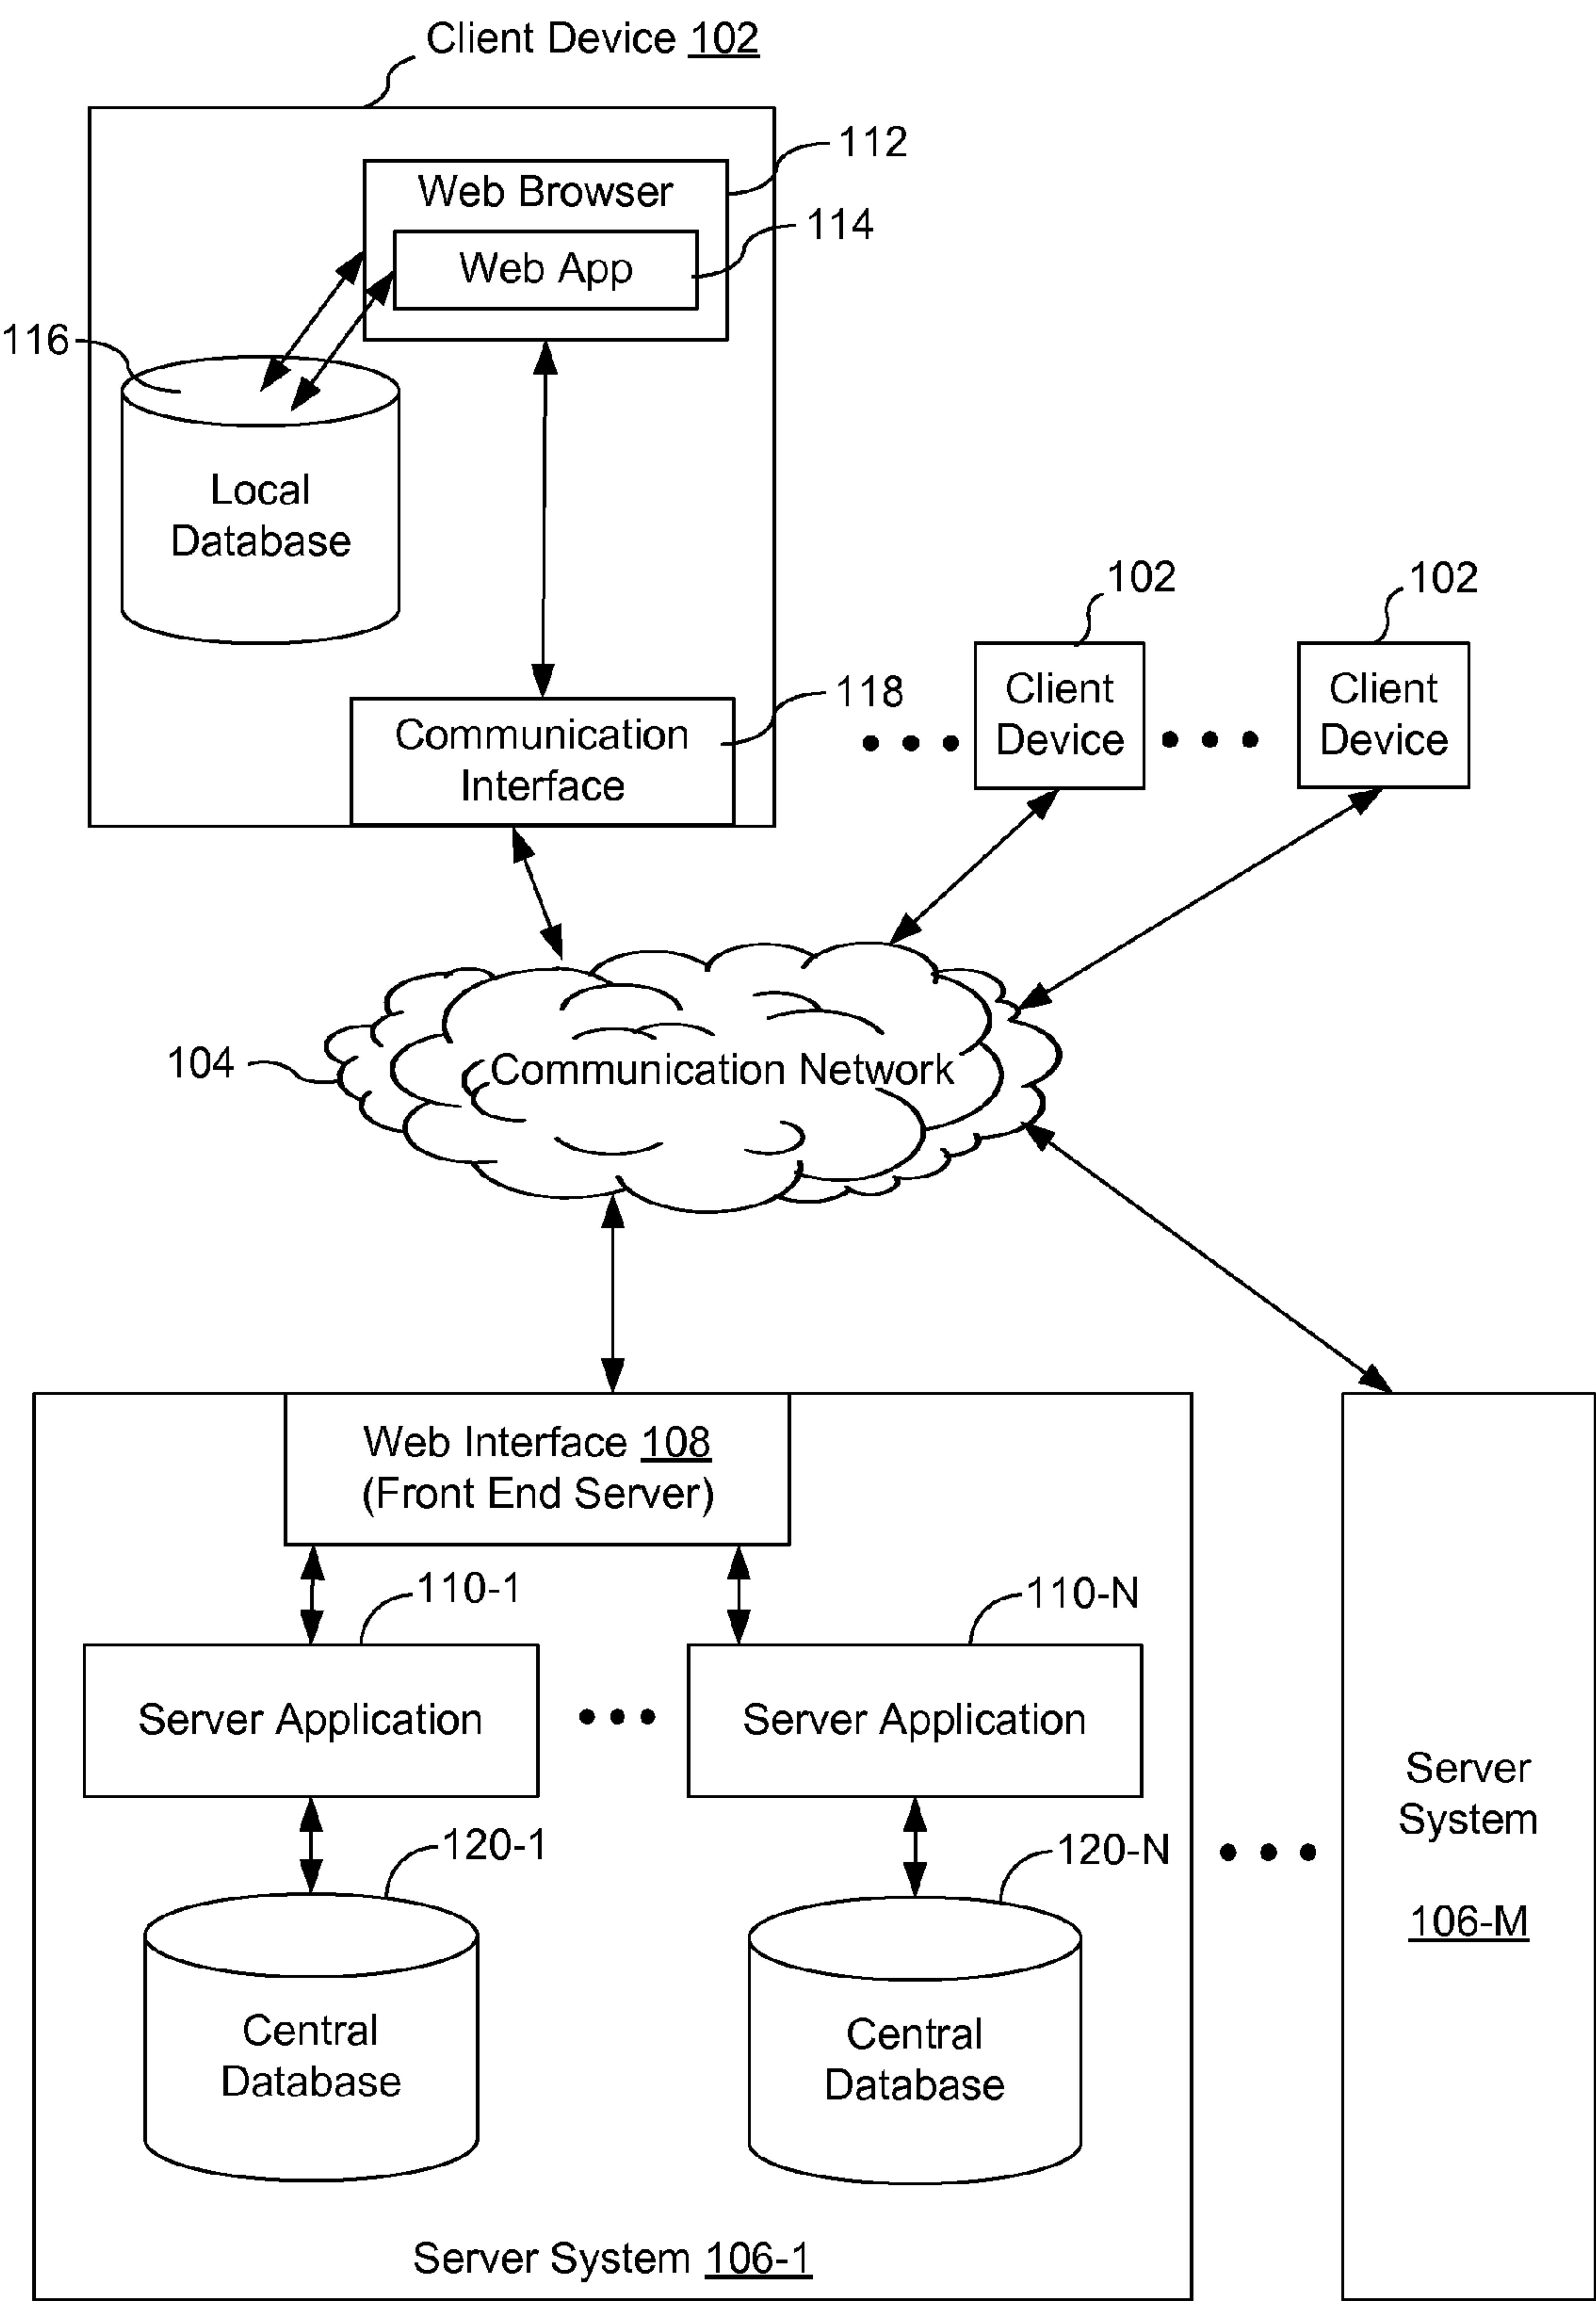 Client Device 102
112
Web Browser
114
Web App
116
Local
Database
102
102
Client
Device
Client
Device
118
Communication
Interface
104
Communication Network
Web Interface 108
(Front End Server)
110-1
110-N
Server Application
Server Application
Server
System
106-M
120-1
120-N
Central
Database
Central
Database
Server System 106-1